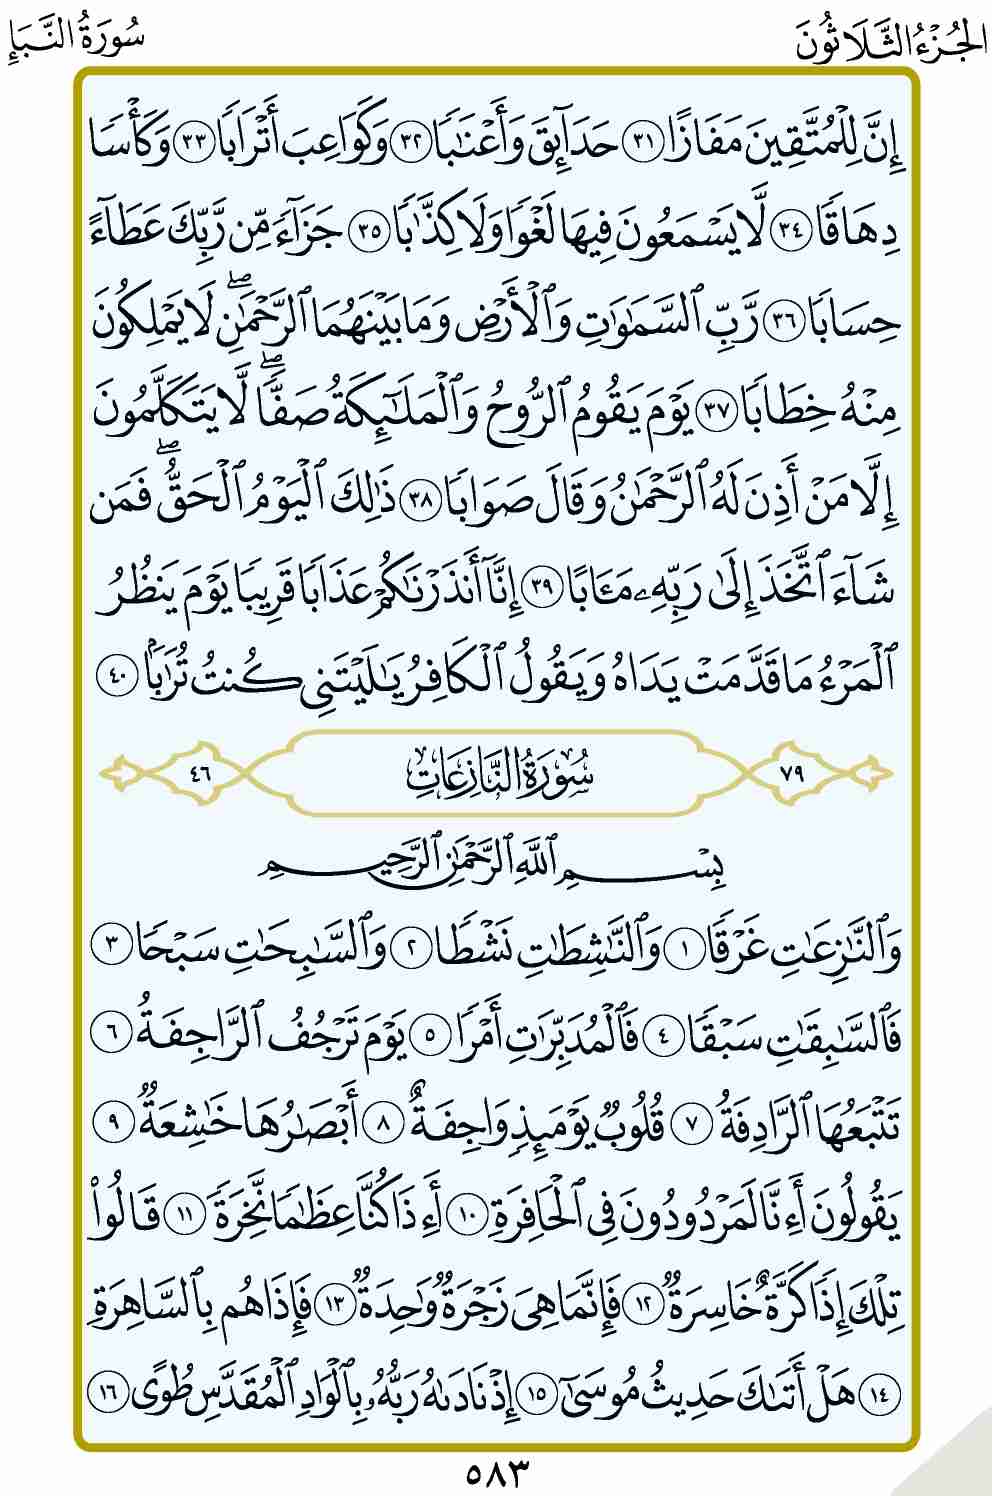 الجُزْءُ الثَّلَاثُونَ
سُورَةُ النَّبَإِ
إِنَّ لِلْمُتَّقِينَ مَفَازًا ٣١ حَدَآئِقَ وَأَعْنَٰبًا ٣٢ وَكَوَاعِبَ أَتْرَابًا ٣٣ وَكَأْسًا
دِهَاقًا ٣٤ لَّا يَسْمَعُونَ فِيهَا لَغْوًا وَلَا كِذَّٰبًا ٣٥ جَزَآءً مِّن رَّبِّكَ عَطَآءً
حِسَابًا ٣٦ رَّبِّ ٱلسَّمَٰوَٰتِ وَٱلْأَرْضِ وَمَا بَيْنَهُمَا ٱلرَّحْمَٰنِ ۖ لَا يَمْلِكُونَ
مِنْهُ خِطَابًا ٣٧ يَوْمَ يَقُومُ ٱلرُّوحُ وَٱلْمَلَٰٓئِكَةُ صَفًّا ۖ لَّا يَتَكَلَّمُونَ
إِلَّا مَنْ أَذِنَ لَهُ ٱلرَّحْمَٰنُ وَقَالَ صَوَابًا ٣٨ ذَٰلِكَ ٱلْيَوْمُ ٱلْحَقُّ ۖ فَمَن
شَآءَ ٱتَّخَذَ إِلَىٰ رَبِّهِۦ مَـَٔابًا ٣٩ إِنَّآ أَنذَرْنَٰكُمْ عَذَابًا قَرِيبًا يَوْمَ يَنظُرُ
ٱلْمَرْءُ مَا قَدَّمَتْ يَدَاهُ وَيَقُولُ ٱلْكَافِرُ يَٰلَيْتَنِى كُنتُ تُرَٰبًۢا ٤٠
٧٩ سُورَةُ النَّازِعَاتِ ٤٦
بِسْمِ ٱللَّهِ ٱلرَّحْمَٰنِ ٱلرَّحِيمِ
وَٱلنَّٰزِعَٰتِ غَرْقًا ١ وَٱلنَّٰشِطَٰتِ نَشْطًا ٢ وَٱلسَّٰبِحَٰتِ سَبْحًا ٣
فَٱلسَّٰبِقَٰتِ سَبْقًا ٤ فَٱلْمُدَبِّرَٰتِ أَمْرًا ٥ يَوْمَ تَرْجُفُ ٱلرَّاجِفَةُ ٦
تَتْبَعُهَا ٱلرَّادِفَةُ ٧ قُلُوبٌ يَوْمَئِذٍ وَاجِفَةٌ ٨ أَبْصَٰرُهَا خَٰشِعَةٌ ٩
يَقُولُونَ أَءِنَّا لَمَرْدُودُونَ فِى ٱلْحَافِرَةِ ١٠ أَءِذَا كُنَّا عِظَٰمًا نَّخِرَةً ١١ قَالُوا۟
تِلْكَ إِذًا كَرَّةٌ خَاسِرَةٌ ١٢ فَإِنَّمَا هِىَ زَجْرَةٌ وَٰحِدَةٌ ١٣ فَإِذَا هُم بِٱلسَّاهِرَةِ
١٤ هَلْ أَتَىٰكَ حَدِيثُ مُوسَىٰٓ ١٥ إِذْ نَادَىٰهُ رَبُّهُۥ بِٱلْوَادِ ٱلْمُقَدَّسِ طُوًى ١٦
٥٨٣